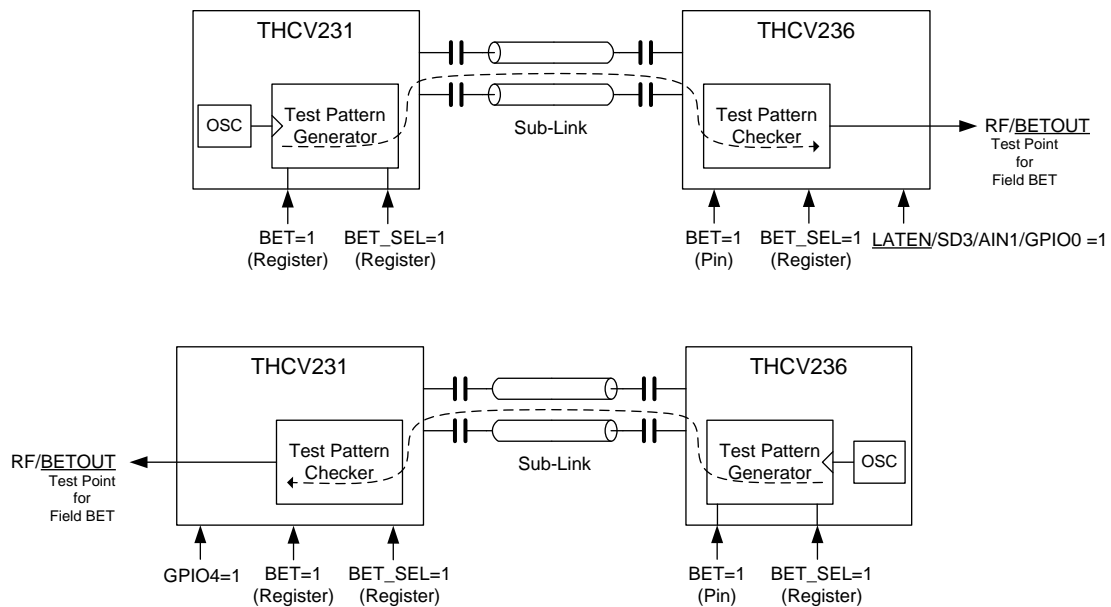 THCV231
THCV236
OSC
Test Pattern
Generator
Sub-Link
Test Pattern
Checker
RF/BETOUT
Test Point
for
Field BET
BET=1
(Register)
BET_SEL=1
(Register)
BET=1
(Pin)
BET_SEL=1
(Register)
LATEN/SD3/AIN1/GPIO0 =1
THCV231
THCV236
RF/BETOUT
Test Point
for
Field BET
Test Pattern
Checker
Sub-Link
Test Pattern
Generator
OSC
GPIO4=1
BET=1
(Register)
BET_SEL=1
(Register)
BET=1
(Pin)
BET_SEL=1
(Register)